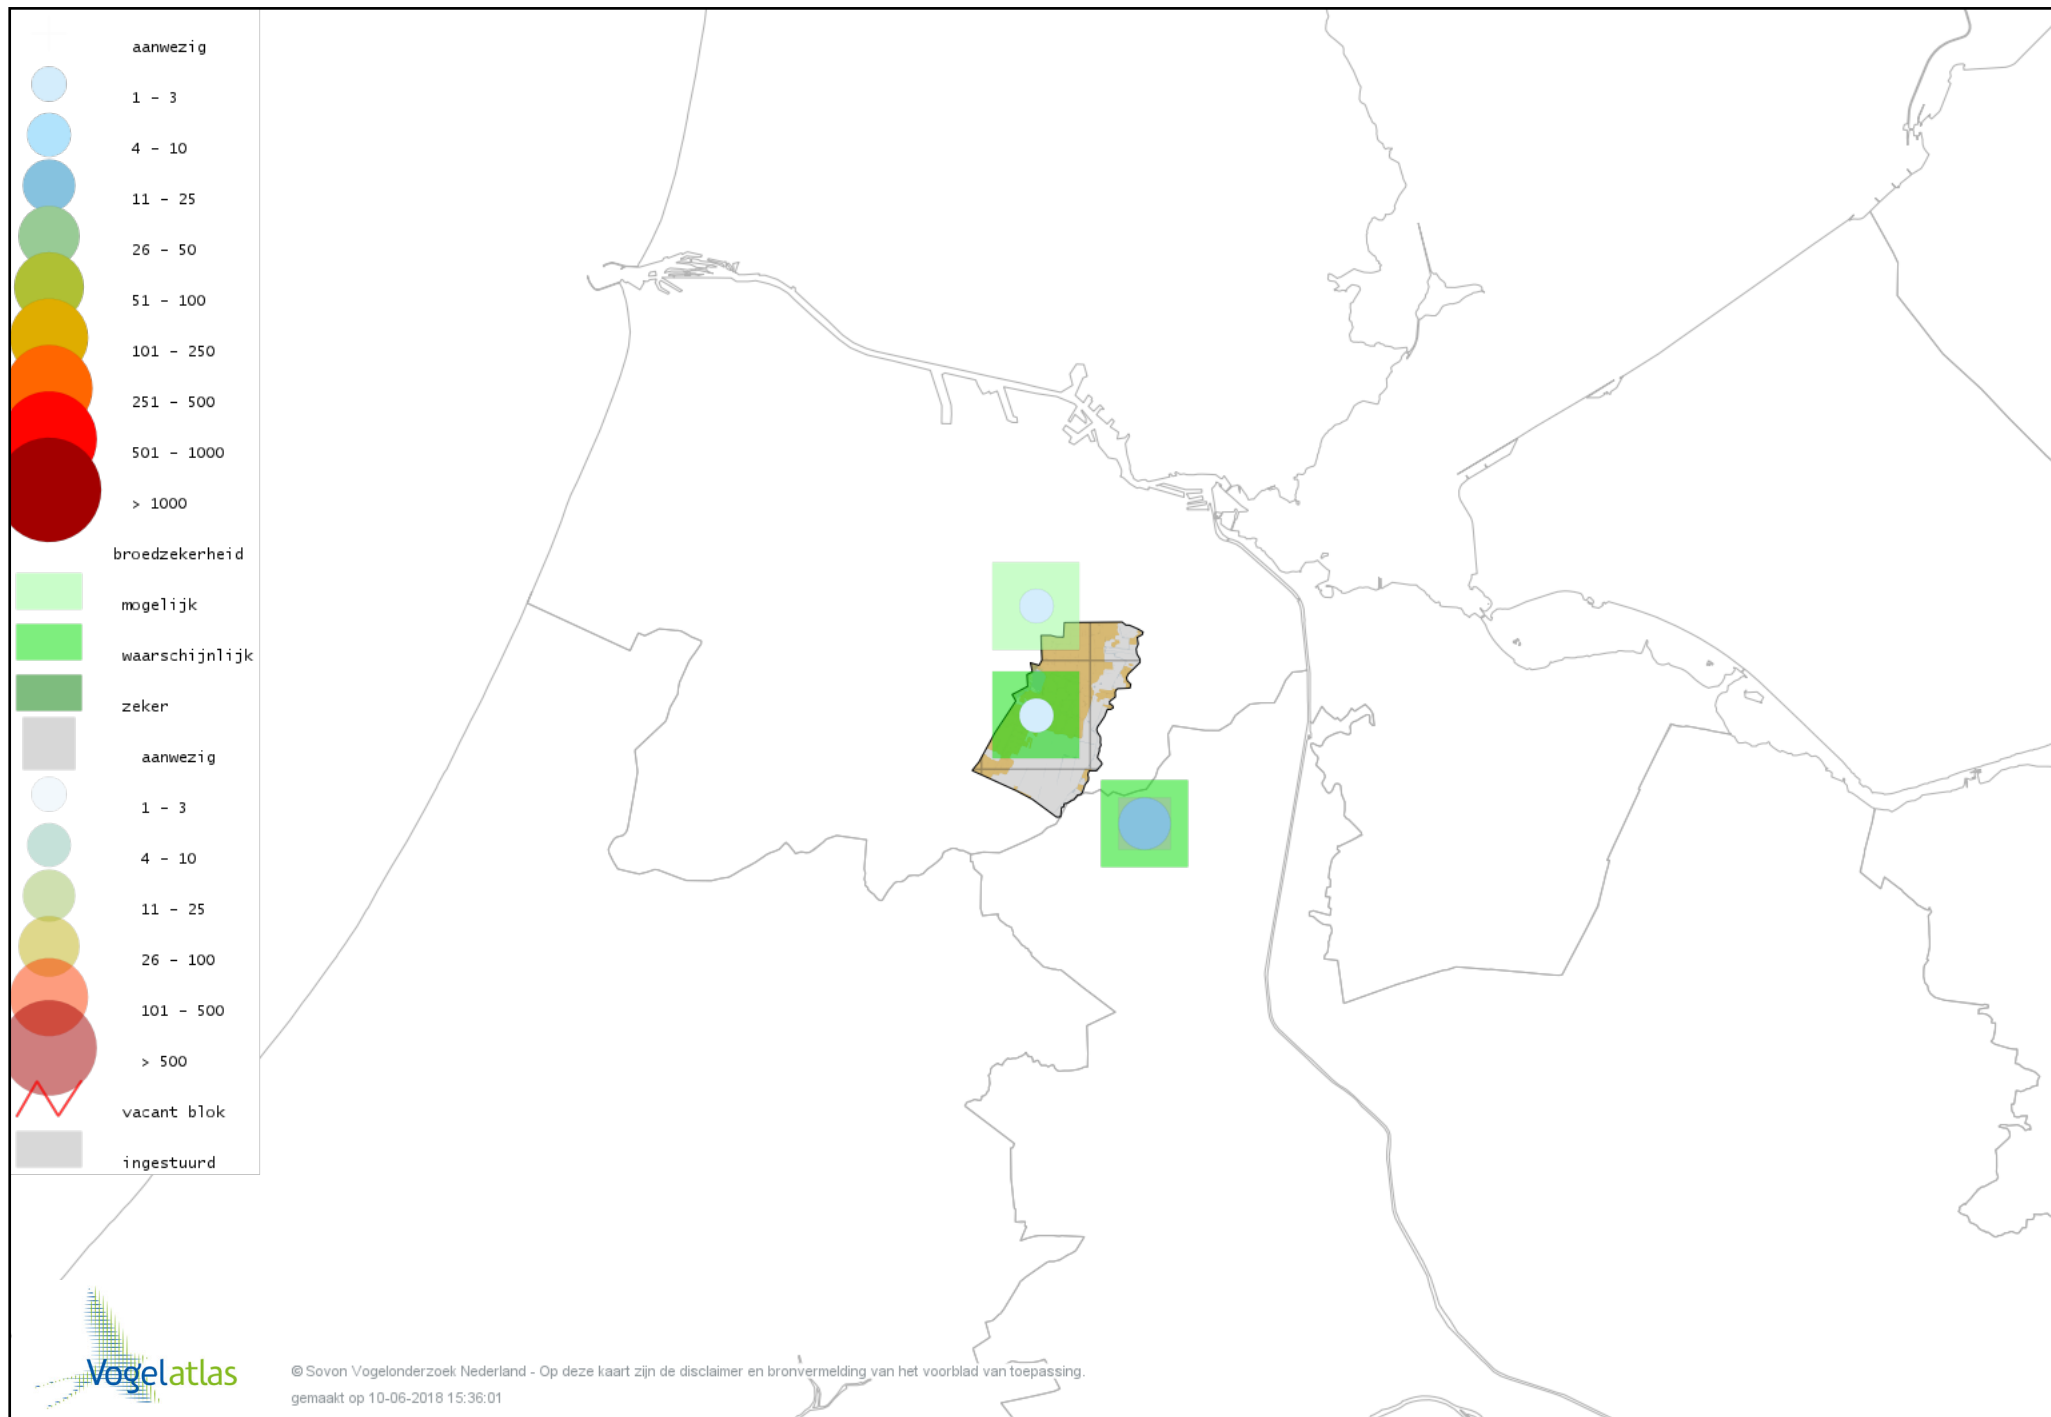 aanwezig
1 - 3
4 - 10
11 - 25
26 - 50
51 - 100
101 - 250
251 - 500
501 - 1000
> 1000
broedzekerheid
mogelijk
waarschijnlijk
zeker
aanwezig
1 - 3
4 - 10
11 - 25
26 - 100
101 - 500
> 500
vacant blok
ingestuurd
Vogelatlas
© Sovon Vogelonderzoek Nederland - Op deze kaart zijn de disclaimer en bronvermelding van het voorblad van toepassing.
gemaakt op 10-06-2018 15:36:01